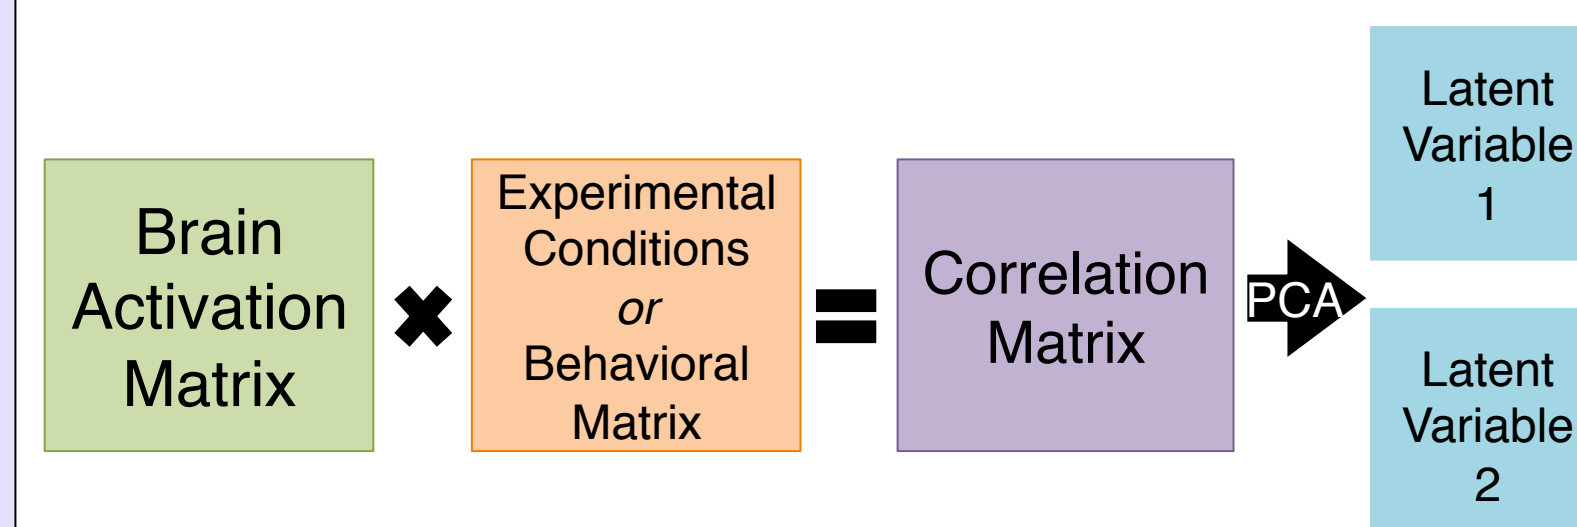 Brain
Activation
Matrix
Experimental
Conditions
or
Behavioral
Matrix
Correlation
Matrix
PCA
Latent
Variable
1
Latent
Variable
2